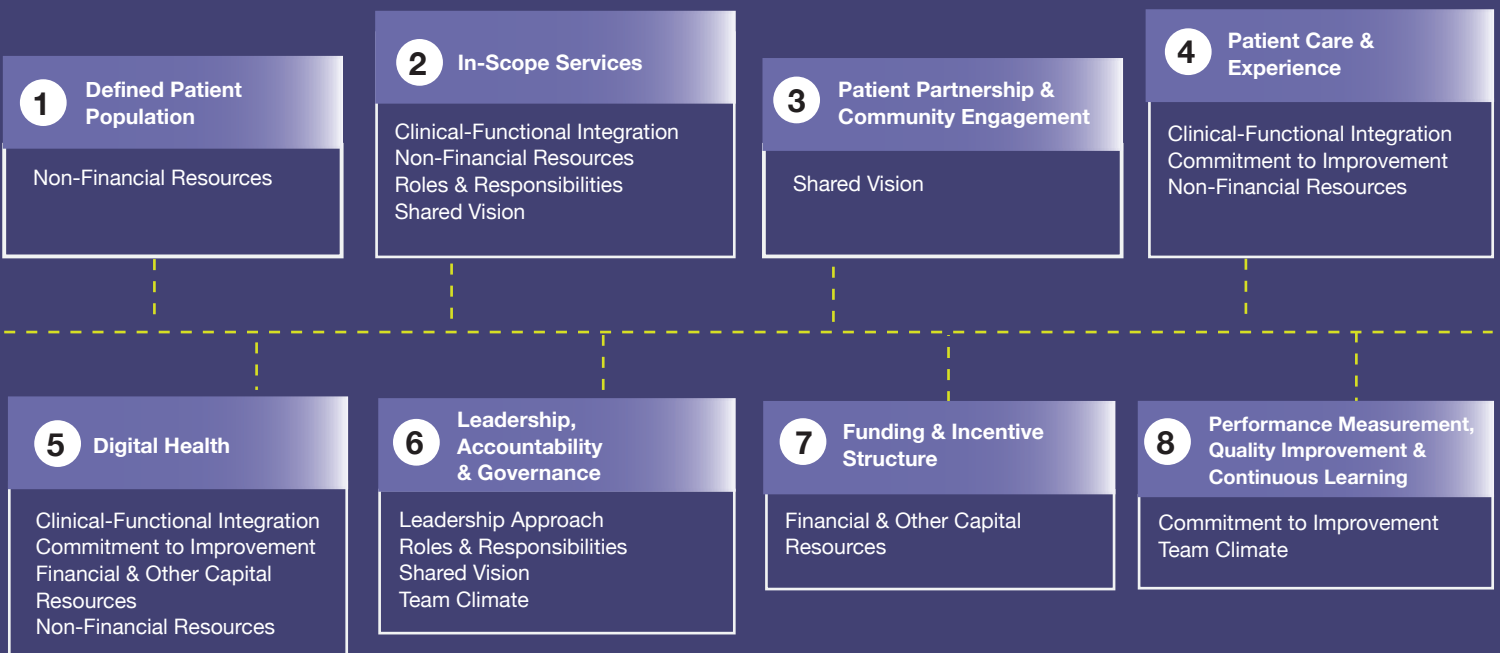 1
Defined Patient
Population
Non-Financial Resources
2
In-Scope Services
Clinical-Functional Integration
Non-Financial Resources
Roles & Responsibilities
Shared Vision
3
Patient Partnership &
Community Engagement
Shared Vision
4
Patient Care &
Experience
Clinical-Functional Integration
Commitment to Improvement
Non-Financial Resources
5
Digital Health
Clinical-Functional Integration
Commitment to Improvement
Financial & Other Capital
Resources
Non-Financial Resources
6
Leadership,
Accountability
& Governance
Leadership Approach
Roles & Responsibilities
Shared Vision
Team Climate
7
Funding & Incentive
Structure
Financial & Other Capital
Resources
8
Performance Measurement,
Quality Improvement &
Continuous Learning
Commitment to Improvement
Team Climate